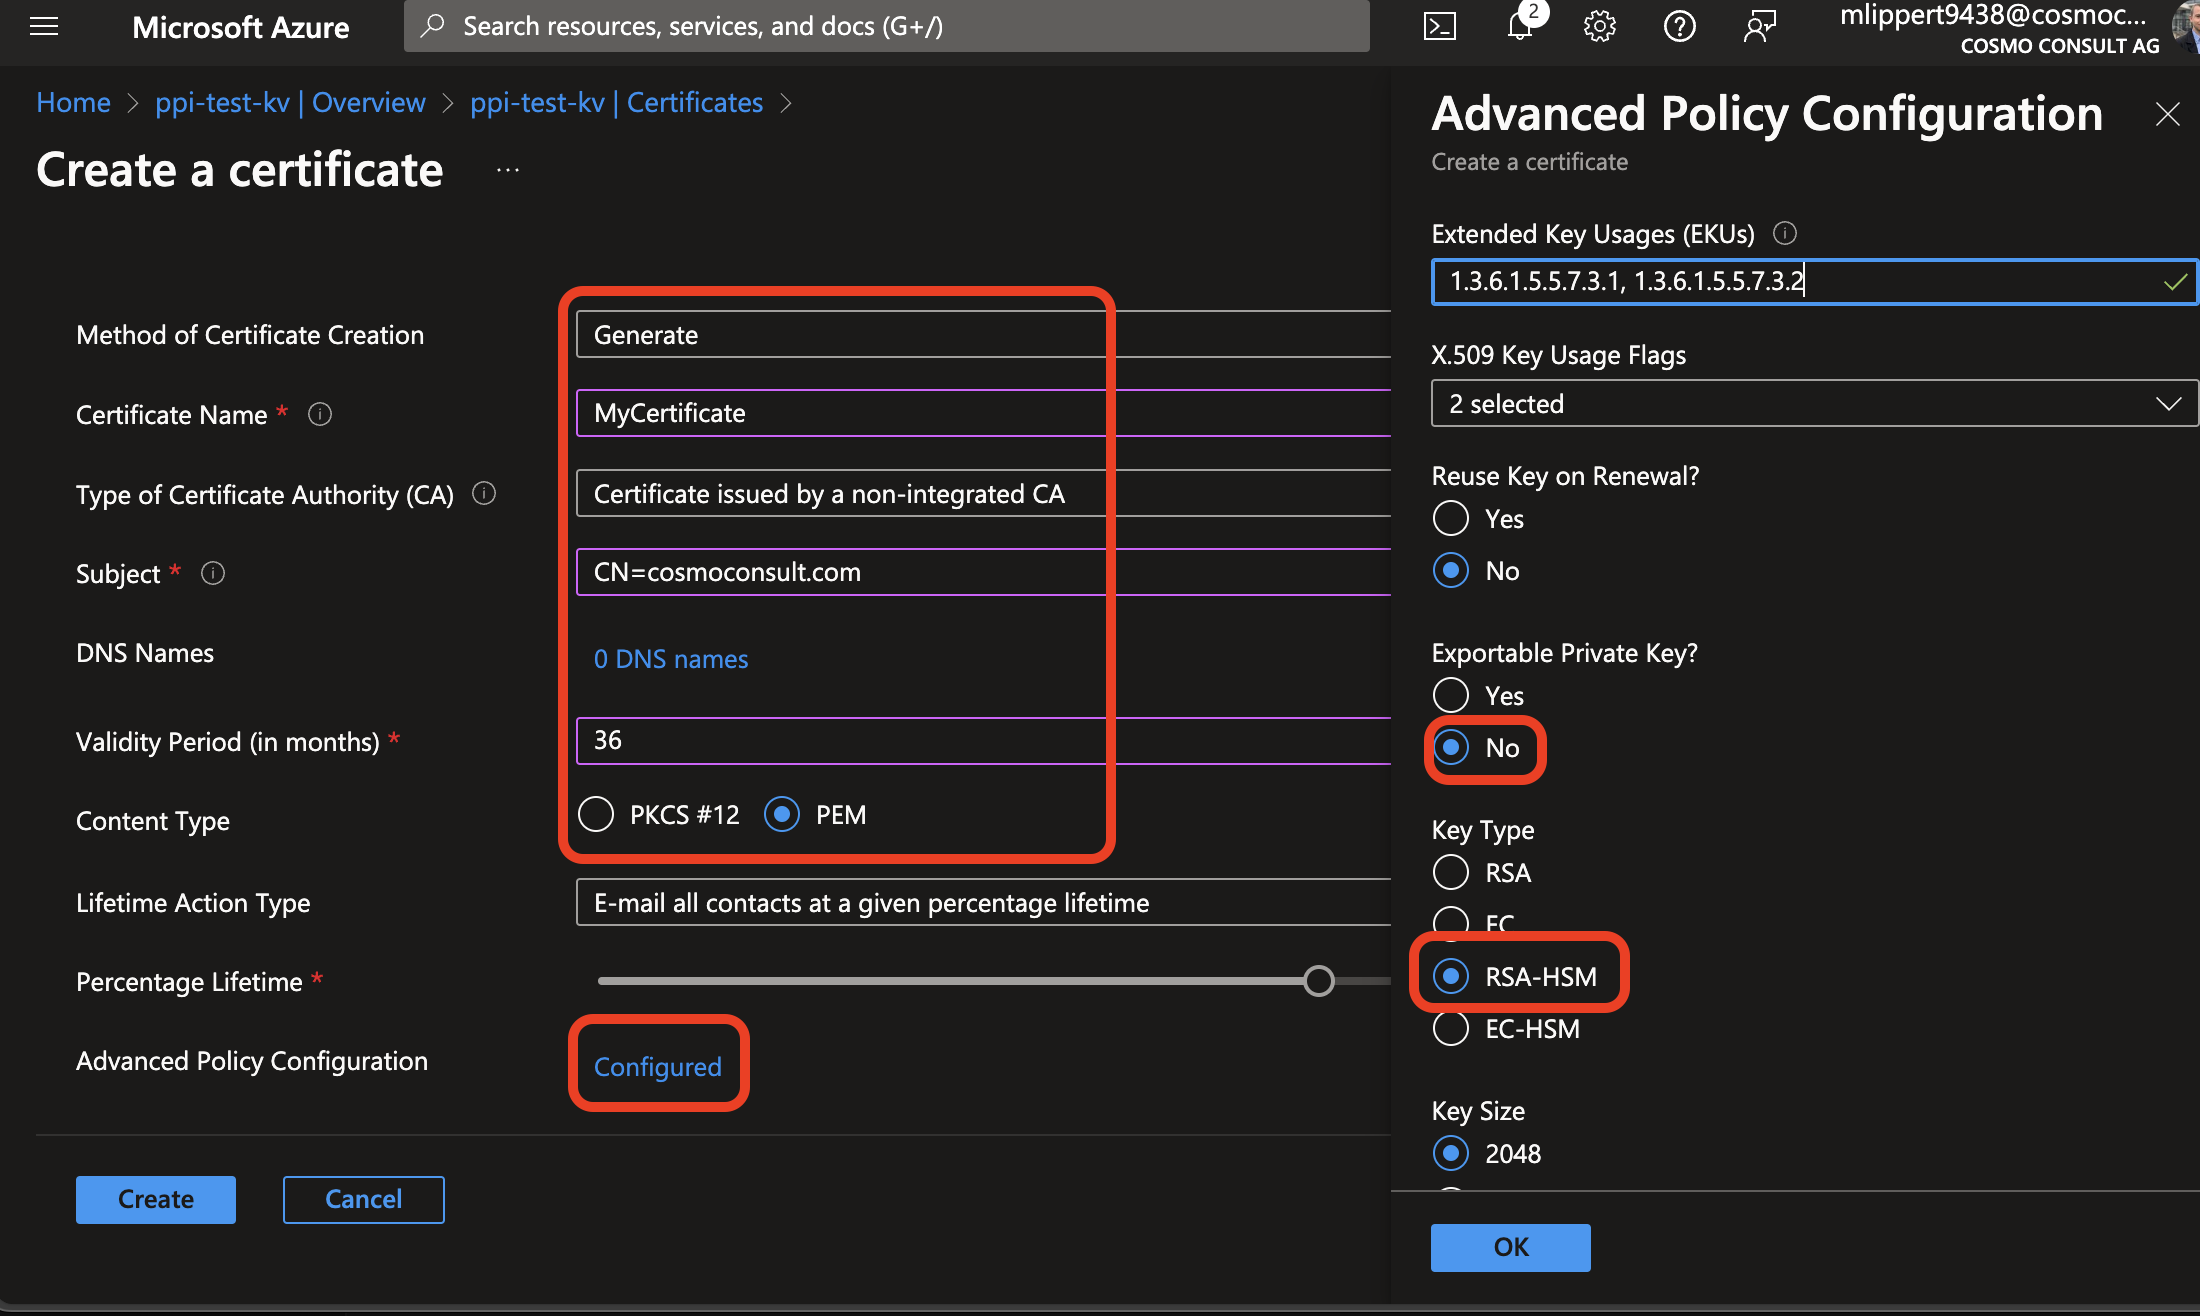 Microsoft Azure
Search resources, services, and docs (G+/)
2
mlippert9438@cosmoc...
COSMO CONSULT AG
Home > ppi-test-kv | Overview > ppi-test-kv | Certificates >
Create a certificate ...
Method of Certificate Creation
Generate
Certificate Name *
MyCertificate
Type of Certificate Authority (CA)
Certificate issued by a non-integrated CA
Subject *
CN=cosmoconsult.com
DNS Names
0 DNS names
Validity Period (in months) *
36
Content Type
PKCS #12
PEM
Lifetime Action Type
E-mail all contacts at a given percentage lifetime
Percentage Lifetime *
Advanced Policy Configuration
Configured
Create
Cancel
Advanced Policy Configuration
Create a certificate
Extended Key Usages (EKUs)
1.3.6.1.5.5.7.3.1, 1.3.6.1.5.5.7.3.2
X.509 Key Usage Flags
2 selected
Reuse Key on Renewal?
Yes
No
Exportable Private Key?
Yes
No
Key Type
RSA
EC
RSA-HSM
EC-HSM
Key Size
2048
OK